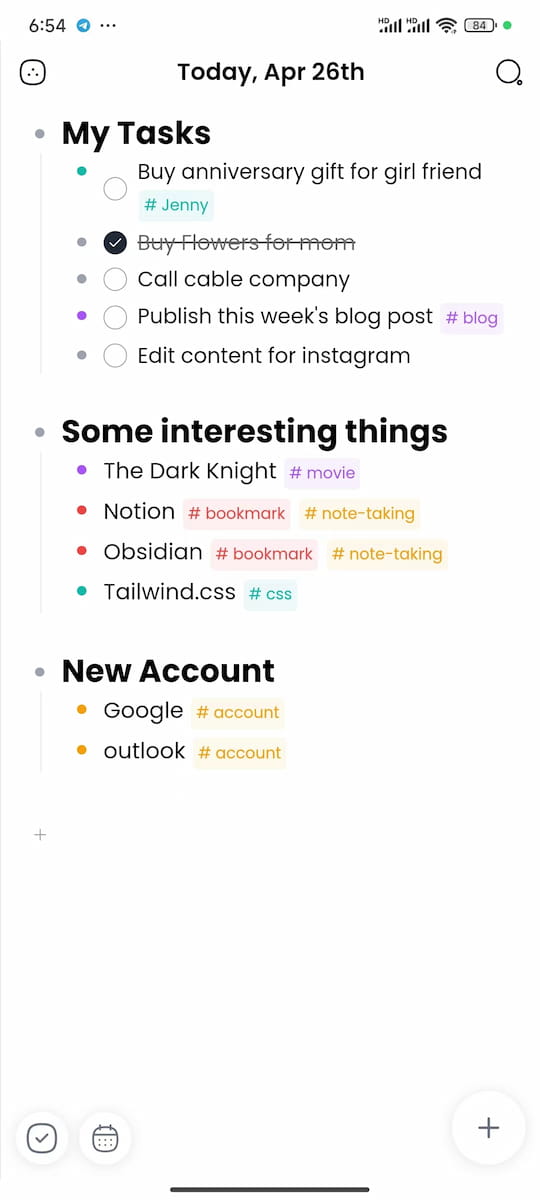 6:54 ... HD HD 84
Today, Apr 26th
My Tasks
Buy anniversary gift for girl friend
# Jenny
Buy Flowers for mom
Call cable company
Publish this week's blog post # blog
Edit content for instagram
Some interesting things
The Dark Knight # movie
Notion # bookmark # note-taking
Obsidian # bookmark # note-taking
Tailwind.css # css
New Account
Google # account
outlook # account